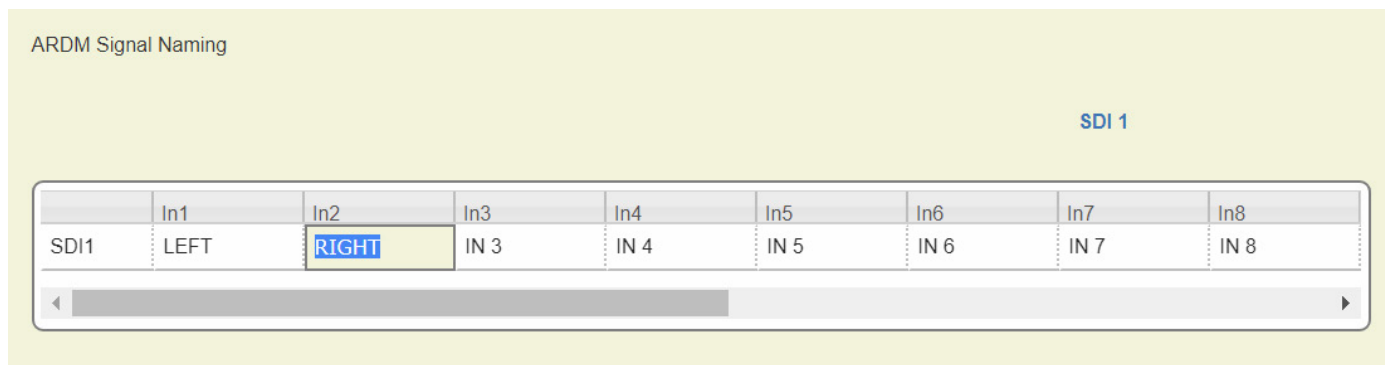 ARDM Signal Naming
SDI 1
In1 In2 In3 In4 In5 In6 In7 In8
SDI1 LEFT RIGHT IN 3 IN 4 IN 5 IN 6 IN 7 IN 8